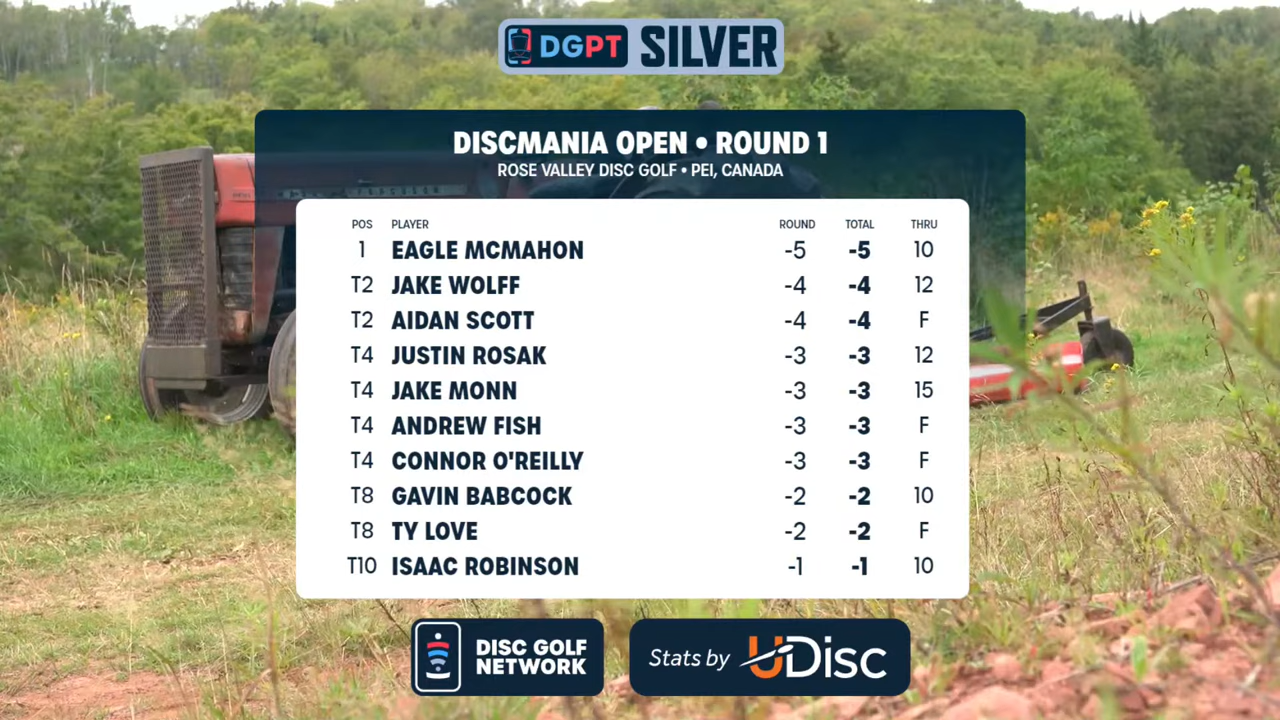 DGPT SILVER
DISCMANIA OPEN • ROUND 1
ROSE VALLEY DISC GOLF • PEI, CANADA
POS PLAYER ROUND TOTAL THRU
1 EAGLE MCMAHON -5 -5 10
T2 JAKE WOLFF -4 -4 12
T2 AIDAN SCOTT -4 -4 F
T4 JUSTIN ROSAK -3 -3 12
T4 JAKE MONN -3 -3 15
T4 ANDREW FISH -3 -3 F
T4 CONNOR O'REILLY -3 -3 F
T8 GAVIN BABCOCK -2 -2 10
T8 TY LOVE -2 -2 F
T10 ISAAC ROBINSON -1 -1 10
DISC GOLF
NETWORK
Stats by UDisc